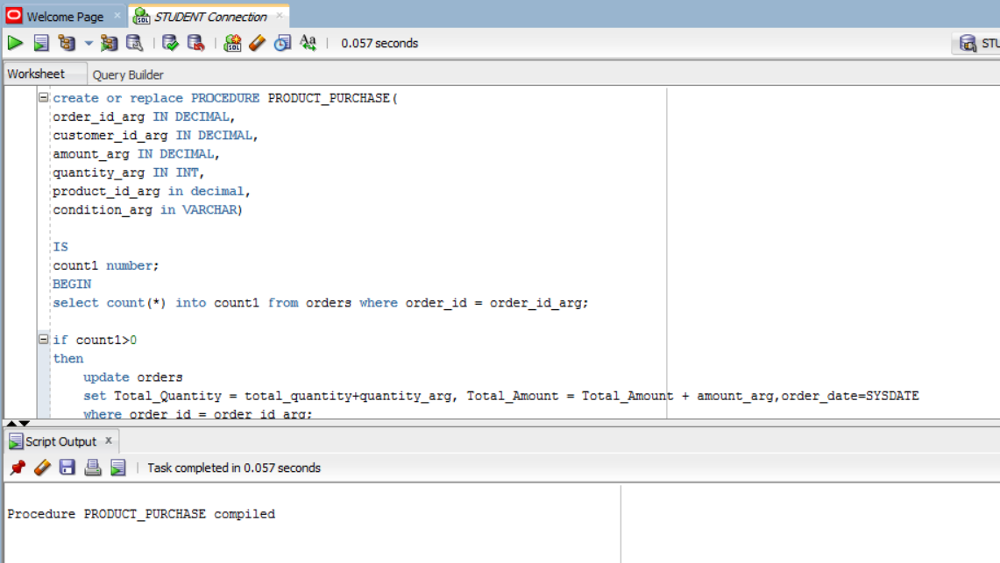 Welcome Page ×
STUDENT Connection ×
0.057 seconds
Worksheet
Query Builder
create or replace PROCEDURE PRODUCT_PURCHASE(
order_id_arg IN DECIMAL,
customer_id_arg IN DECIMAL,
amount_arg IN DECIMAL,
quantity_arg IN INT,
product_id_arg in decimal,
condition_arg in VARCHAR)
IS
count1 number;
BEGIN
select count(*) into count1 from orders where order_id = order_id_arg;
if count1>0
then
update orders
set Total_Quantity = total_quantity+quantity_arg, Total_Amount = Total_Amount + amount_arg,order_date=SYSDATE
where order_id = order_id_arg;
Script Output ×
Task completed in 0.057 seconds
Procedure PRODUCT_PURCHASE compiled